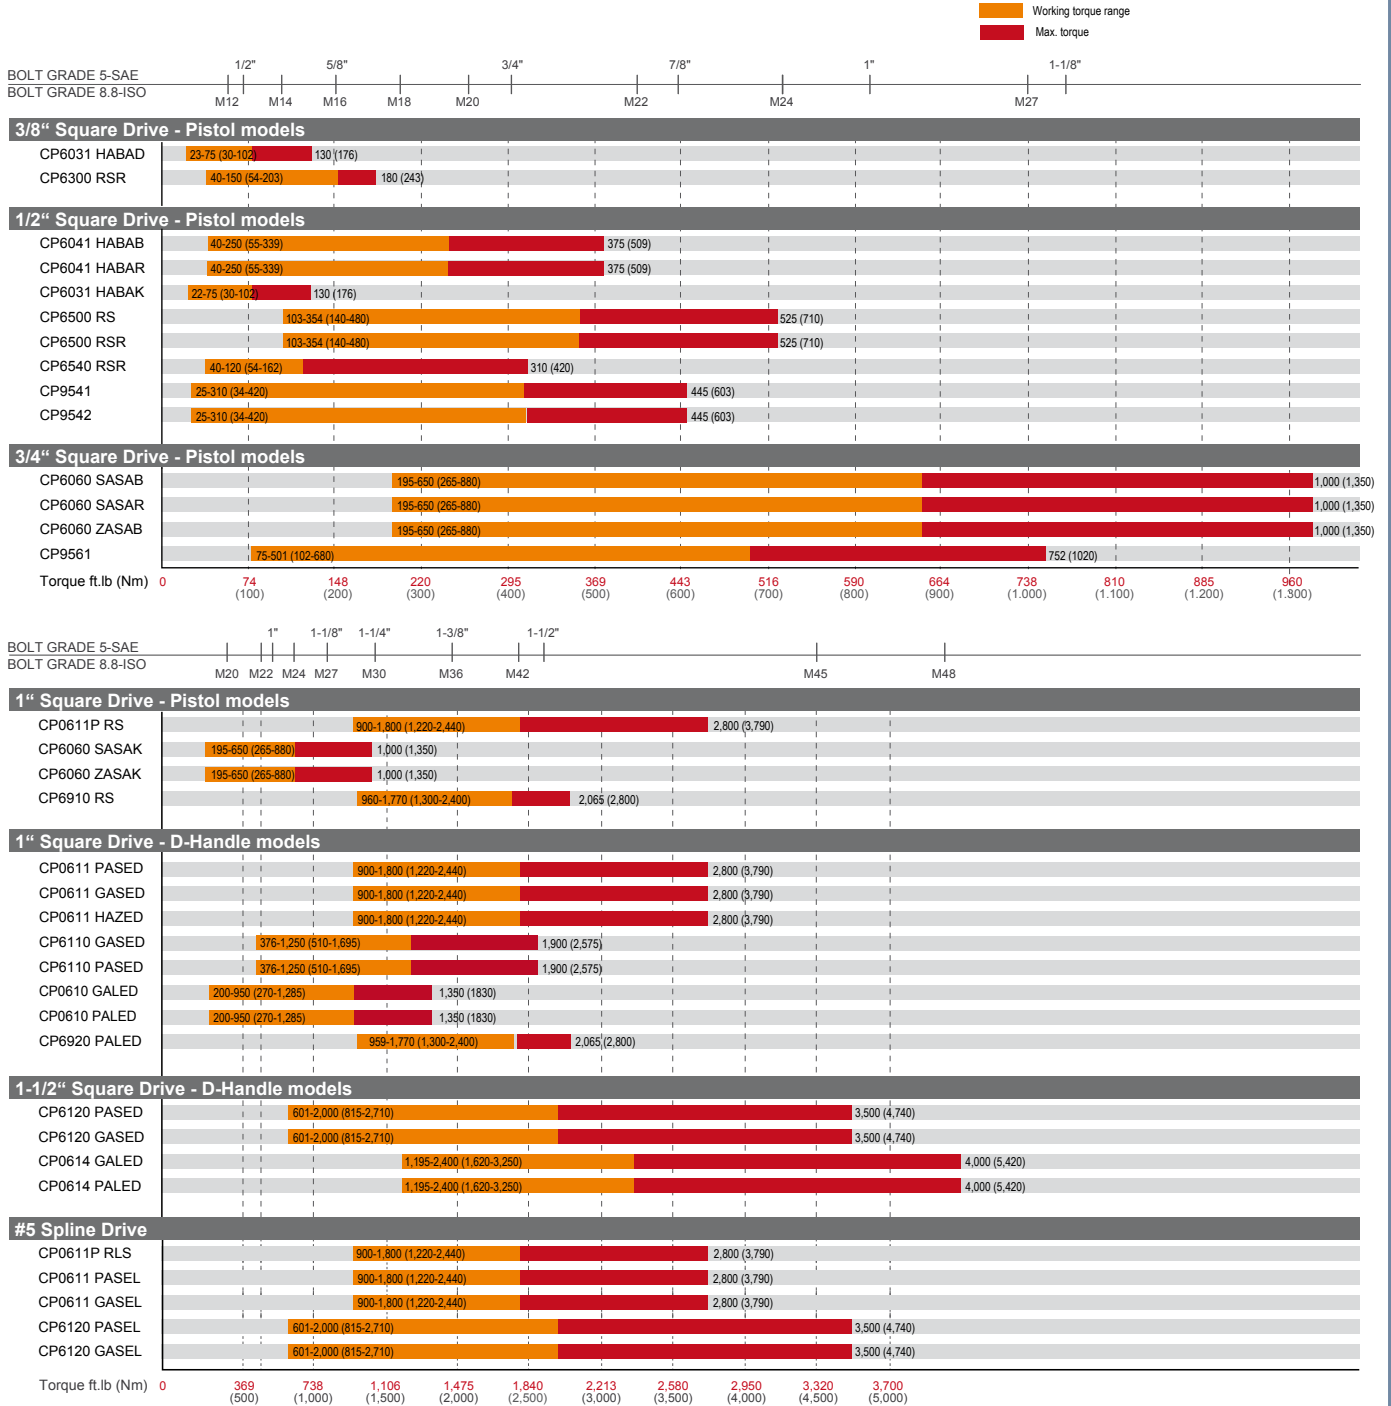 Working torque range
Max. torque
1/2" 5/8" 3/4" 7/8" 1" 1-1/8"
BOLT GRADE 5-SAE
BOLT GRADE 8.8-ISO
M12 M14 M16 M18 M20 M22 M24 M27
3/8“ Square Drive - Pistol models
CP6031 HABAD 23-75 (30-102) 130 (176)
CP6300 RSR 40-150 (54-203) 180 (243)
1/2“ Square Drive - Pistol models
CP6041 HABAB 40-250 (55-339) 375 (509)
CP6041 HABAR 40-250 (55-339) 375 (509)
CP6031 HABAK 22-75 (30-102) 130 (176)
CP6500 RS 103-354 (140-480) 525 (710)
CP6500 RSR 103-354 (140-480) 525 (710)
CP6540 RSR 40-120 (54-162) 310 (420)
CP9541 25-310 (34-420) 445 (603)
CP9542 25-310 (34-420) 445 (603)
3/4“ Square Drive - Pistol models
CP6060 SASAB 195-650 (265-880) 1,000 (1,350)
CP6060 SASAR 195-650 (265-880) 1,000 (1,350)
CP6060 ZASAB 195-650 (265-880) 1,000 (1,350)
CP9561 75-501 (102-680) 752 (1020)
Torque ft.lb (Nm) 0 74 148 220 295 369 443 516 590 664 738 810 885 960
(100) (200) (300) (400) (500) (600) (700) (800) (900) (1.000) (1.100) (1.200) (1.300)
1" 1-1/8" 1-1/4" 1-3/8" 1-1/2"
BOLT GRADE 5-SAE
BOLT GRADE 8.8-ISO
M20 M22 M24 M27 M30 M36 M42 M45 M48
1“ Square Drive - Pistol models
CP0611P RS 900-1,800 (1,220-2,440) 2,800 (3,790)
CP6060 SASAK 195-650 (265-880) 1,000 (1,350)
CP6060 ZASAK 195-650 (265-880) 1,000 (1,350)
CP6910 RS 960-1,770 (1,300-2,400) 2,065 (2,800)
1“ Square Drive - D-Handle models
CP0611 PASED 900-1,800 (1,220-2,440) 2,800 (3,790)
CP0611 GASED 900-1,800 (1,220-2,440) 2,800 (3,790)
CP0611 HAZED 900-1,800 (1,220-2,440) 2,800 (3,790)
CP6110 GASED 376-1,250 (510-1,695) 1,900 (2,575)
CP6110 PASED 376-1,250 (510-1,695) 1,900 (2,575)
CP0610 GALED 200-950 (270-1,285) 1,350 (1830)
CP0610 PALED 200-950 (270-1,285) 1,350 (1830)
CP6920 PALED 959-1,770 (1,300-2,400) 2,065 (2,800)
1-1/2“ Square Drive - D-Handle models
CP6120 PASED 601-2,000 (815-2,710) 3,500 (4,740)
CP6120 GASED 601-2,000 (815-2,710) 3,500 (4,740)
CP0614 GALED 1,195-2,400 (1,620-3,250) 4,000 (5,420)
CP0614 PALED 1,195-2,400 (1,620-3,250) 4,000 (5,420)
#5 Spline Drive
CP0611P RLS 900-1,800 (1,220-2,440) 2,800 (3,790)
CP0611 PASEL 900-1,800 (1,220-2,440) 2,800 (3,790)
CP0611 GASEL 900-1,800 (1,220-2,440) 2,800 (3,790)
CP6120 PASEL 601-2,000 (815-2,710) 3,500 (4,740)
CP6120 GASEL 601-2,000 (815-2,710) 3,500 (4,740)
Torque ft.lb (Nm) 0 369 738 1,106 1,475 1,840 2,213 2,580 2,950 3,320 3,700
(500) (1,000) (1,500) (2,000) (2,500) (3,000) (3,500) (4,000) (4,500) (5,000)